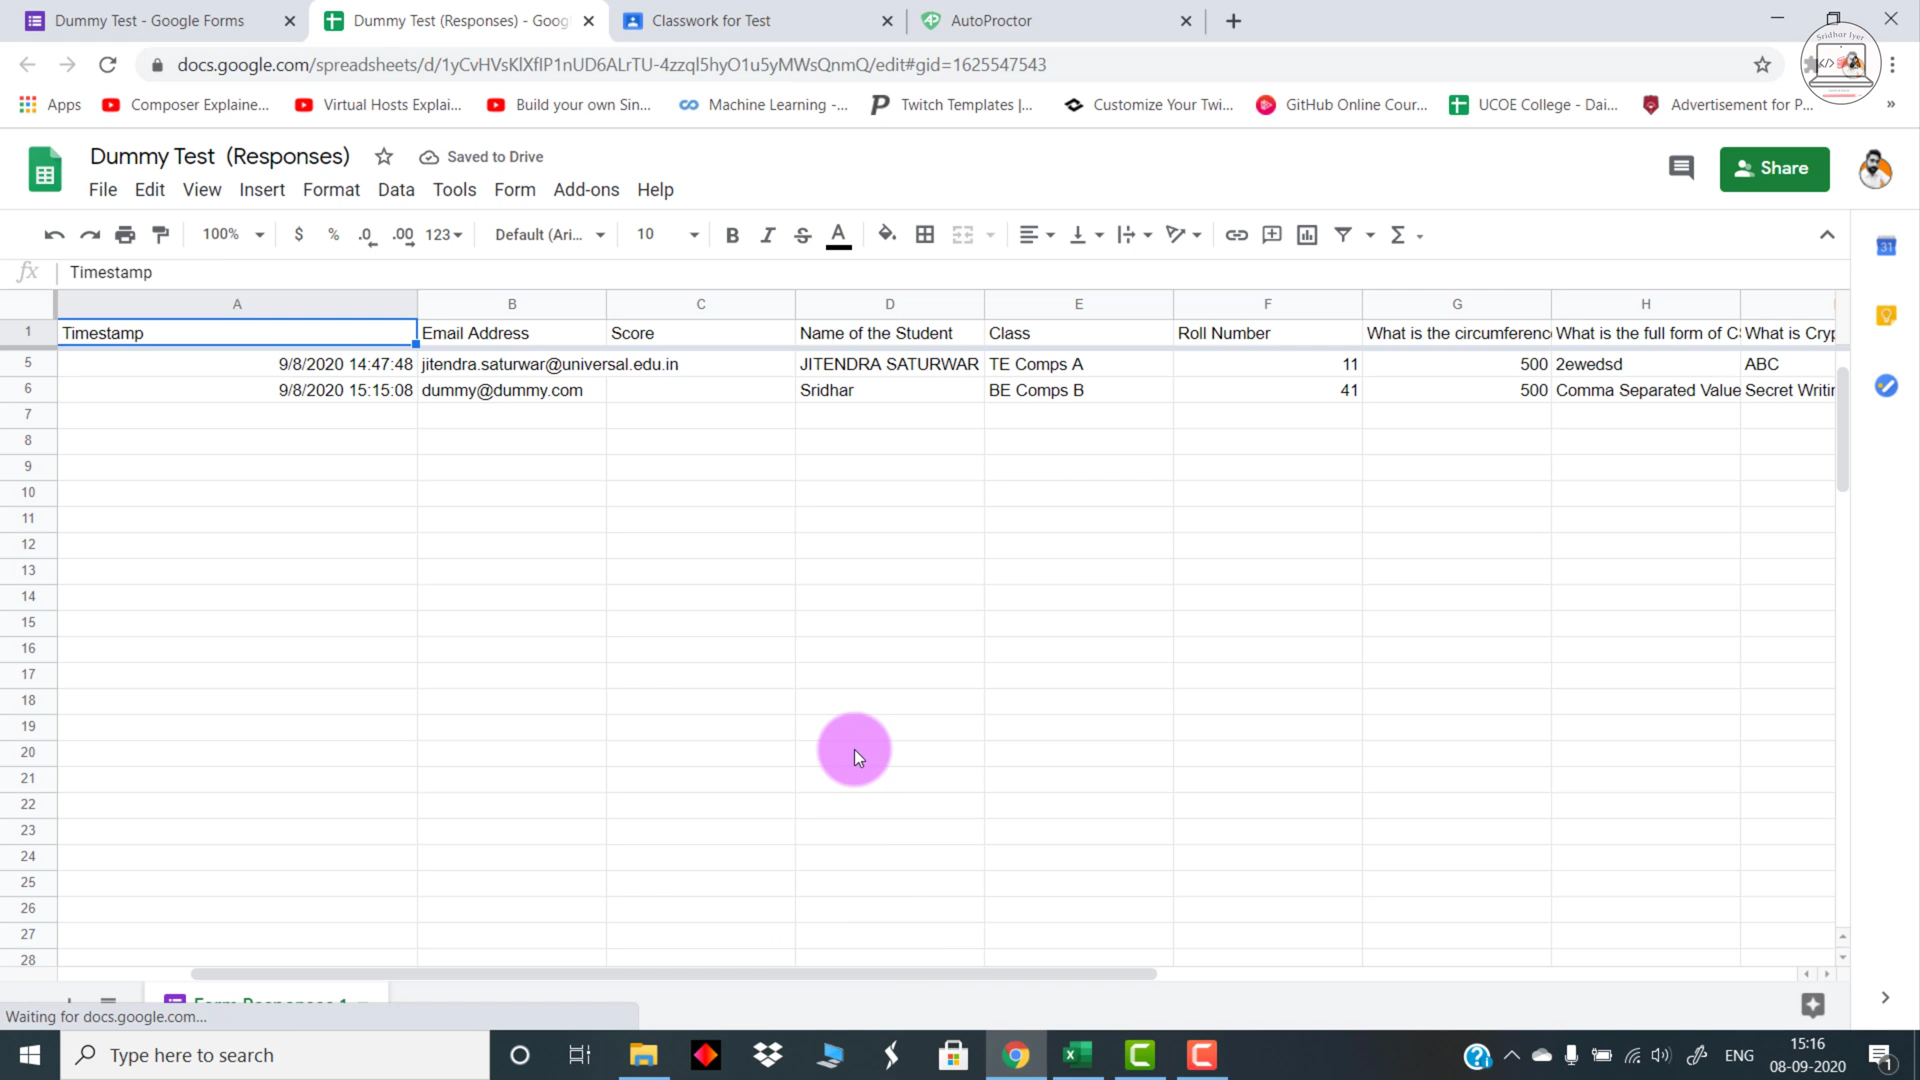 Dummy Test - Google Forms
Dummy Test (Responses) - Goog
Classwork for Test
AutoProctor
docs.google.com/spreadsheets/d/1yCvHVsKlXfIP1nUD6ALrTU-4zzql5hyO1u5yMWsQnmQ/edit#gid=1625547543
Sridhar Iyer
Apps
Composer Explaine...
Virtual Hosts Explai...
Build your own Sin...
Machine Learning -...
Twitch Templates |...
Customize Your Twi...
GitHub Online Cour...
UCOE College - Dai...
Advertisement for P...
»
Dummy Test (Responses)
Saved to Drive
Share
File Edit View Insert Format Data Tools Form Add-ons Help
100% $ % .0 .00 123 Default (Ari... 10 B I S A Σ
31
fx Timestamp
A B C D E F G H
1 Timestamp Email Address Score Name of the Student Class Roll Number What is the circumferenc What is the full form of C What is Cryp
5 9/8/2020 14:47:48 jitendra.saturwar@universal.edu.in JITENDRA SATURWAR TE Comps A 11 500 2ewedsd ABC
6 9/8/2020 15:15:08 dummy@dummy.com Sridhar BE Comps B 41 500 Comma Separated Value Secret Writin
7
8
9
10
11
12
13
14
15
16
17
18
19
20
21
22
23
24
25
26
27
28
Form Responses 1
Waiting for docs.google.com...
Type here to search
ENG
15:16
08-09-2020
1